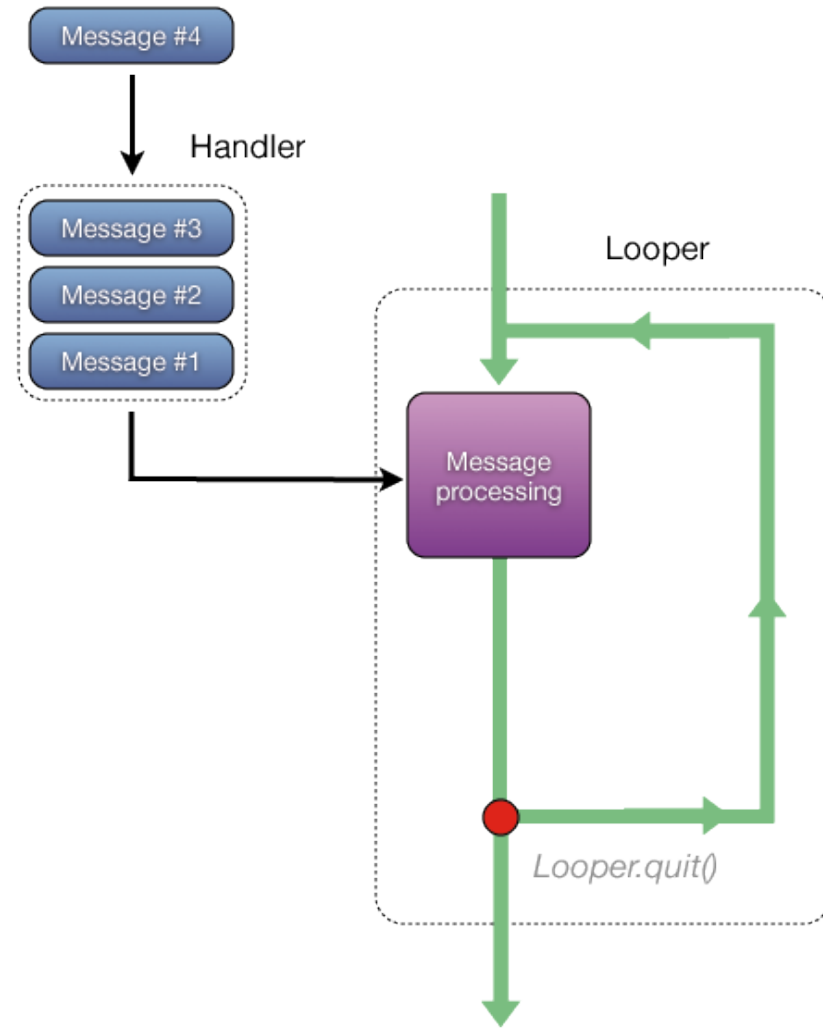 Message #4
Handler
Message #3
Message #2
Message #1
Looper
Message
processing
Looper.quit()